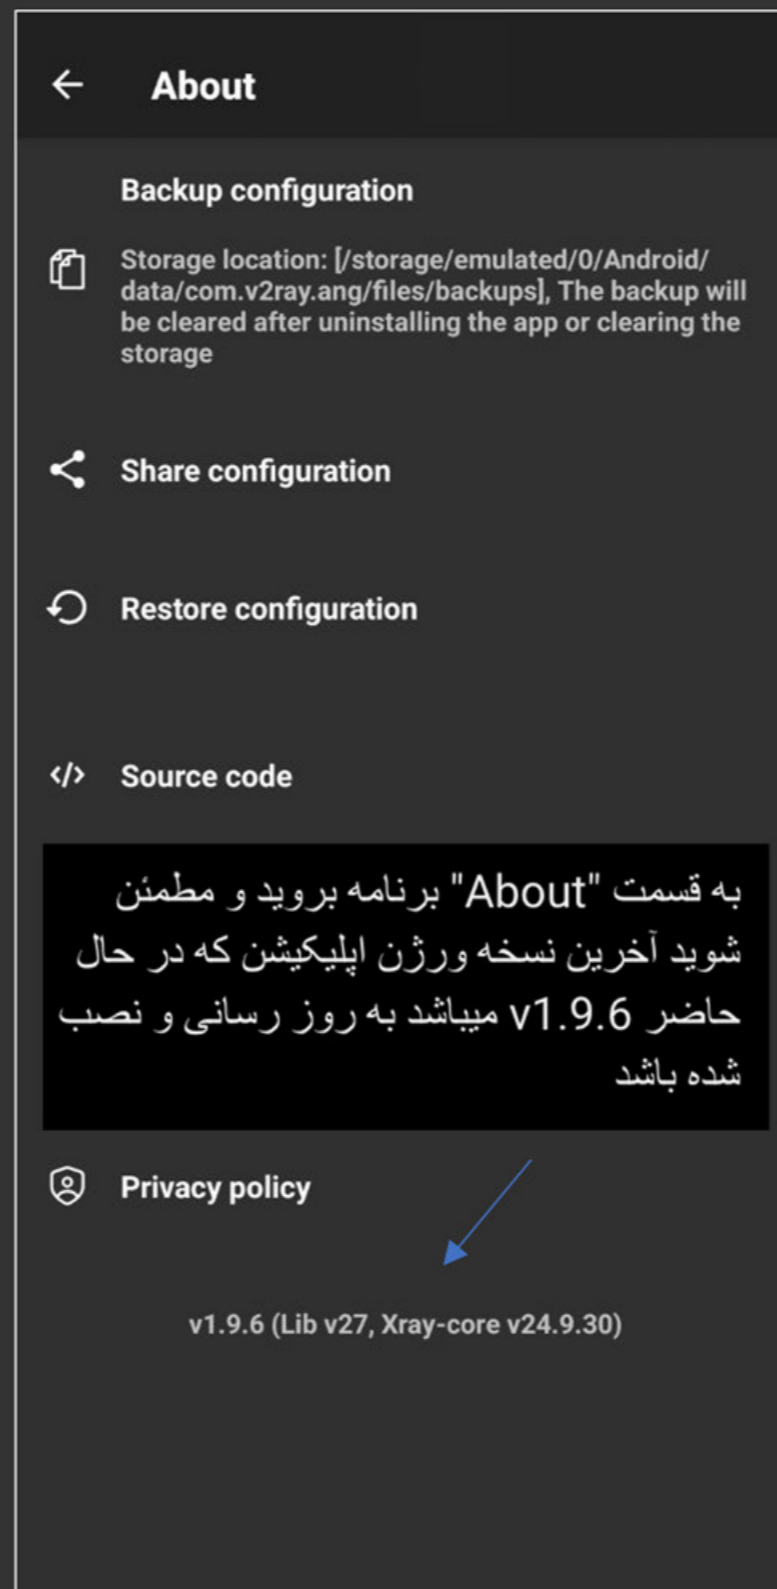 About
Backup configuration
Storage location: [/storage/emulated/0/Android/
data/com.v2ray.ang/files/backups], The backup will
be cleared after uninstalling the app or clearing the
storage
Share configuration
Restore configuration
Source code
به قسمت "About" برنامه بروید و مطمئن
شوید آخرین نسخه ورژن اپلیکیشن که در حال
حاضر v1.9.6 میباشد به روز رسانی و نصب
شده باشد
Privacy policy
v1.9.6 (Lib v27, Xray-core v24.9.30)